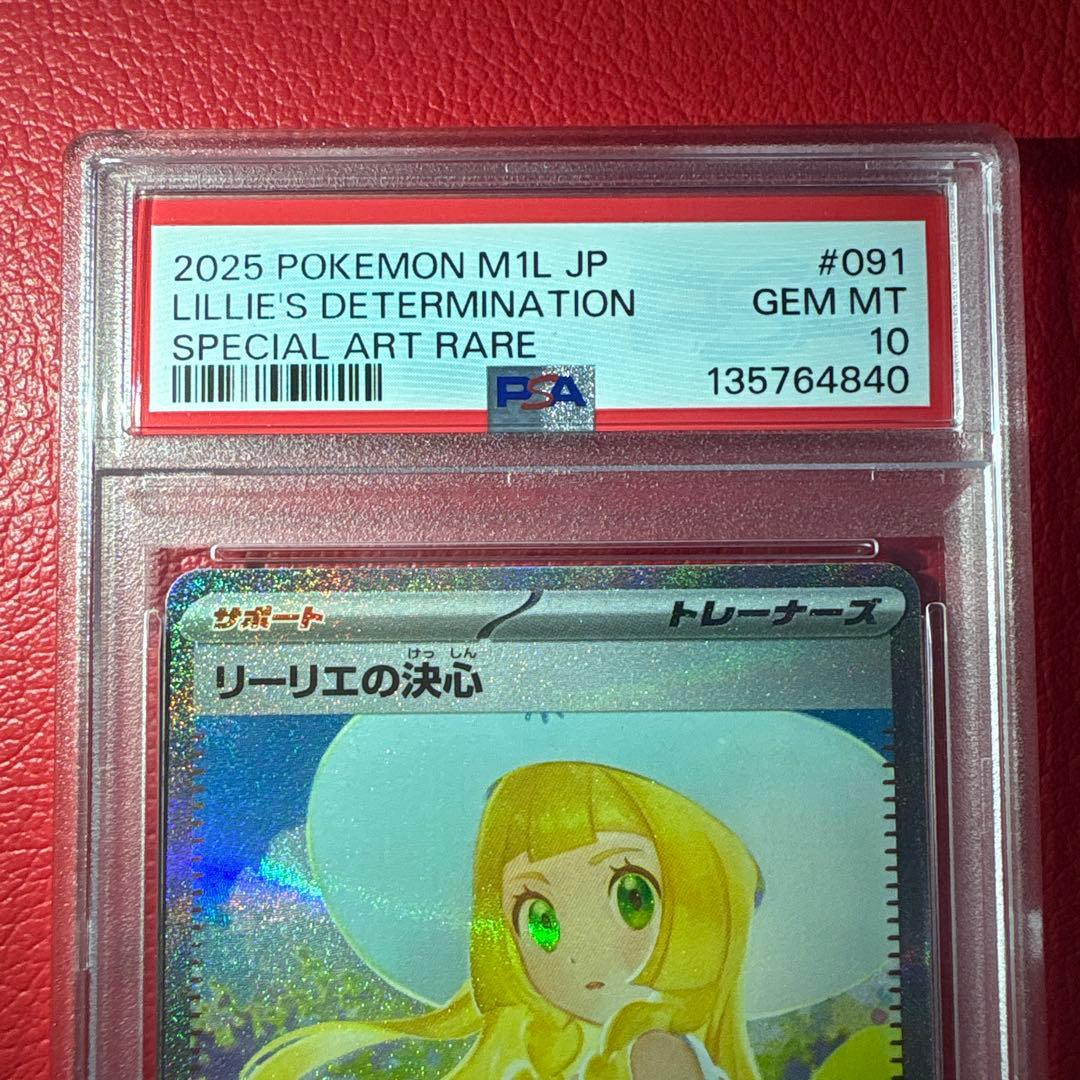 2025 POKEMON M1L JP #091
LILLIE'S DETERMINATION GEM MT
SPECIAL ART RARE 10
PSA 135764840
サポート トレーナーズ
けっ しん
リーリエの決心